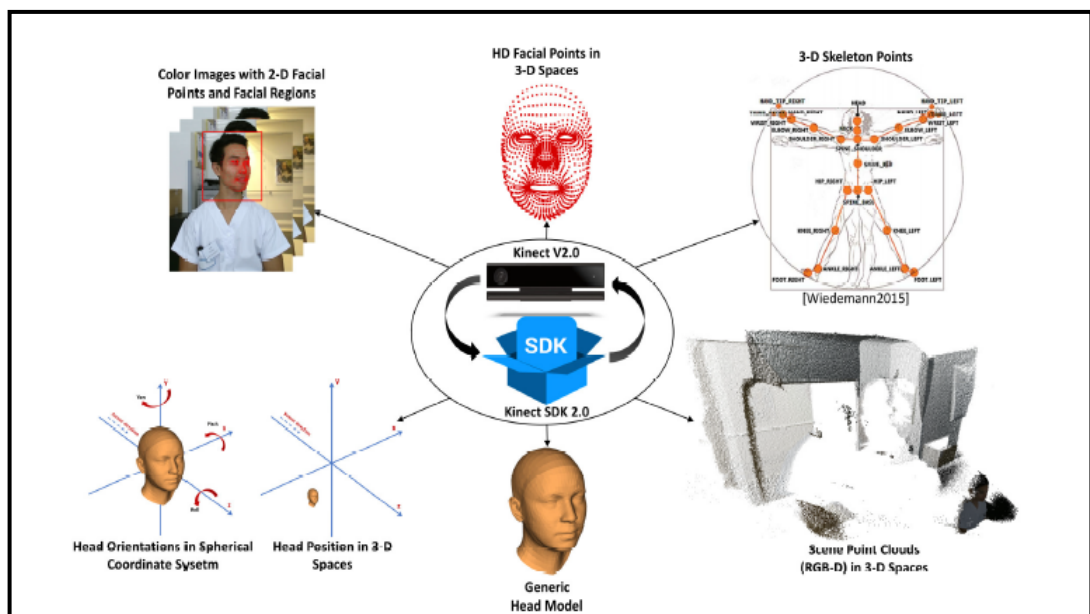 Color Images with 2-D Facial
Points and Facial Regions
HD Facial Points in
3-D Spaces
3-D Skeleton Points
HAND_TIP_RIGHT
HAND_TIP_LEFT
HEAD
WRIST_RIGHT
WRIST_LEFT
ELBOW_RIGHT
ELBOW_LEFT
NECK
SHOULDER_RIGHT
SHOULDER_LEFT
SPINE_SHOULDER
SPINE_MID
HIP_RIGHT
HIP_LEFT
SPINE_BASE
KNEE_RIGHT
KNEE_LEFT
ANKLE_RIGHT
ANKLE_LEFT
FOOT_RIGHT
FOOT_LEFT
[Wiedemann2015]
Kinect V2.0
SDK
Kinect SDK 2.0
Y
Yaw
Pitch
X
Roll
Z
Head Orientations in Spherical
Coordinate Sysetm
Head Position in 3-D
Spaces
Generic
Head Model
Scene Point Clouds
(RGB-D) in 3-D Spaces